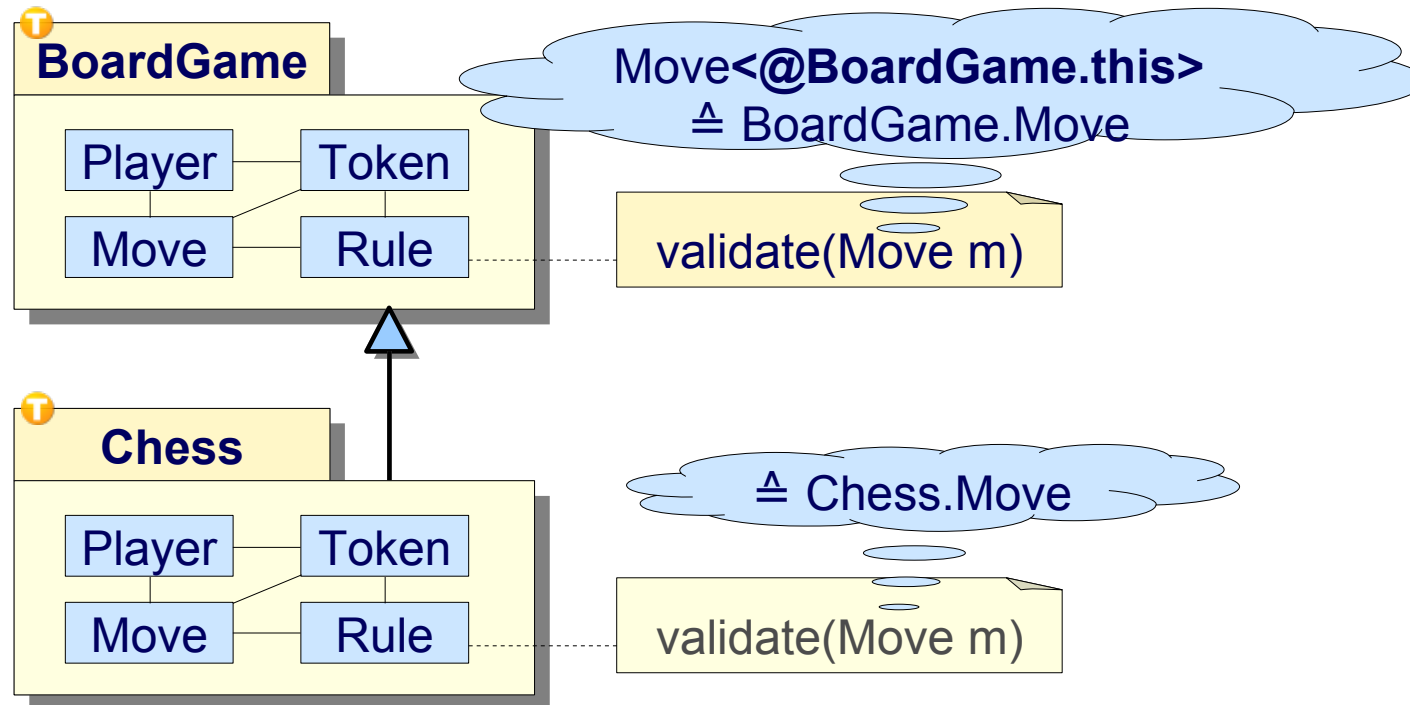 T
BoardGame
Player
Token
Move
Rule
Move<@BoardGame.this>
≙ BoardGame.Move
validate(Move m)
T
Chess
Player
Token
Move
Rule
≙ Chess.Move
validate(Move m)